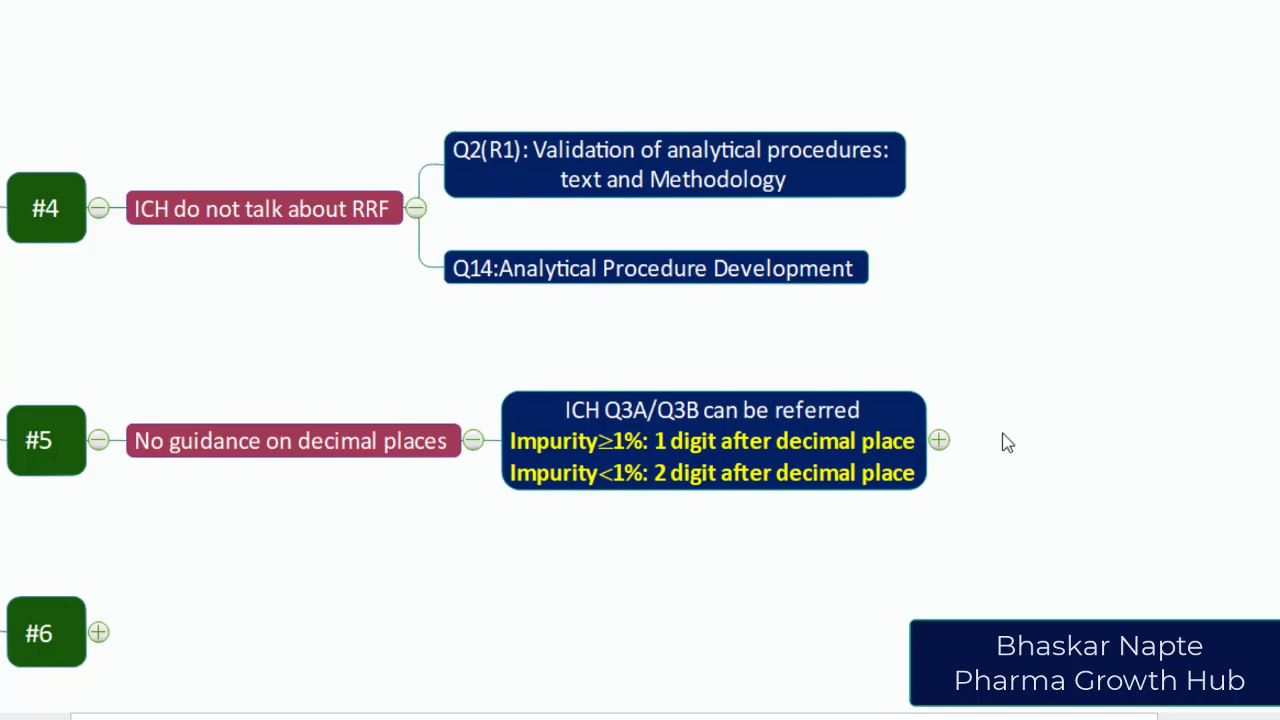 #4
ICH do not talk about RRF
Q2(R1): Validation of analytical procedures:
text and Methodology
Q14:Analytical Procedure Development
#5
No guidance on decimal places
ICH Q3A/Q3B can be referred
Impurity≥1%: 1 digit after decimal place
Impurity<1%: 2 digit after decimal place
#6
Bhaskar Napte
Pharma Growth Hub